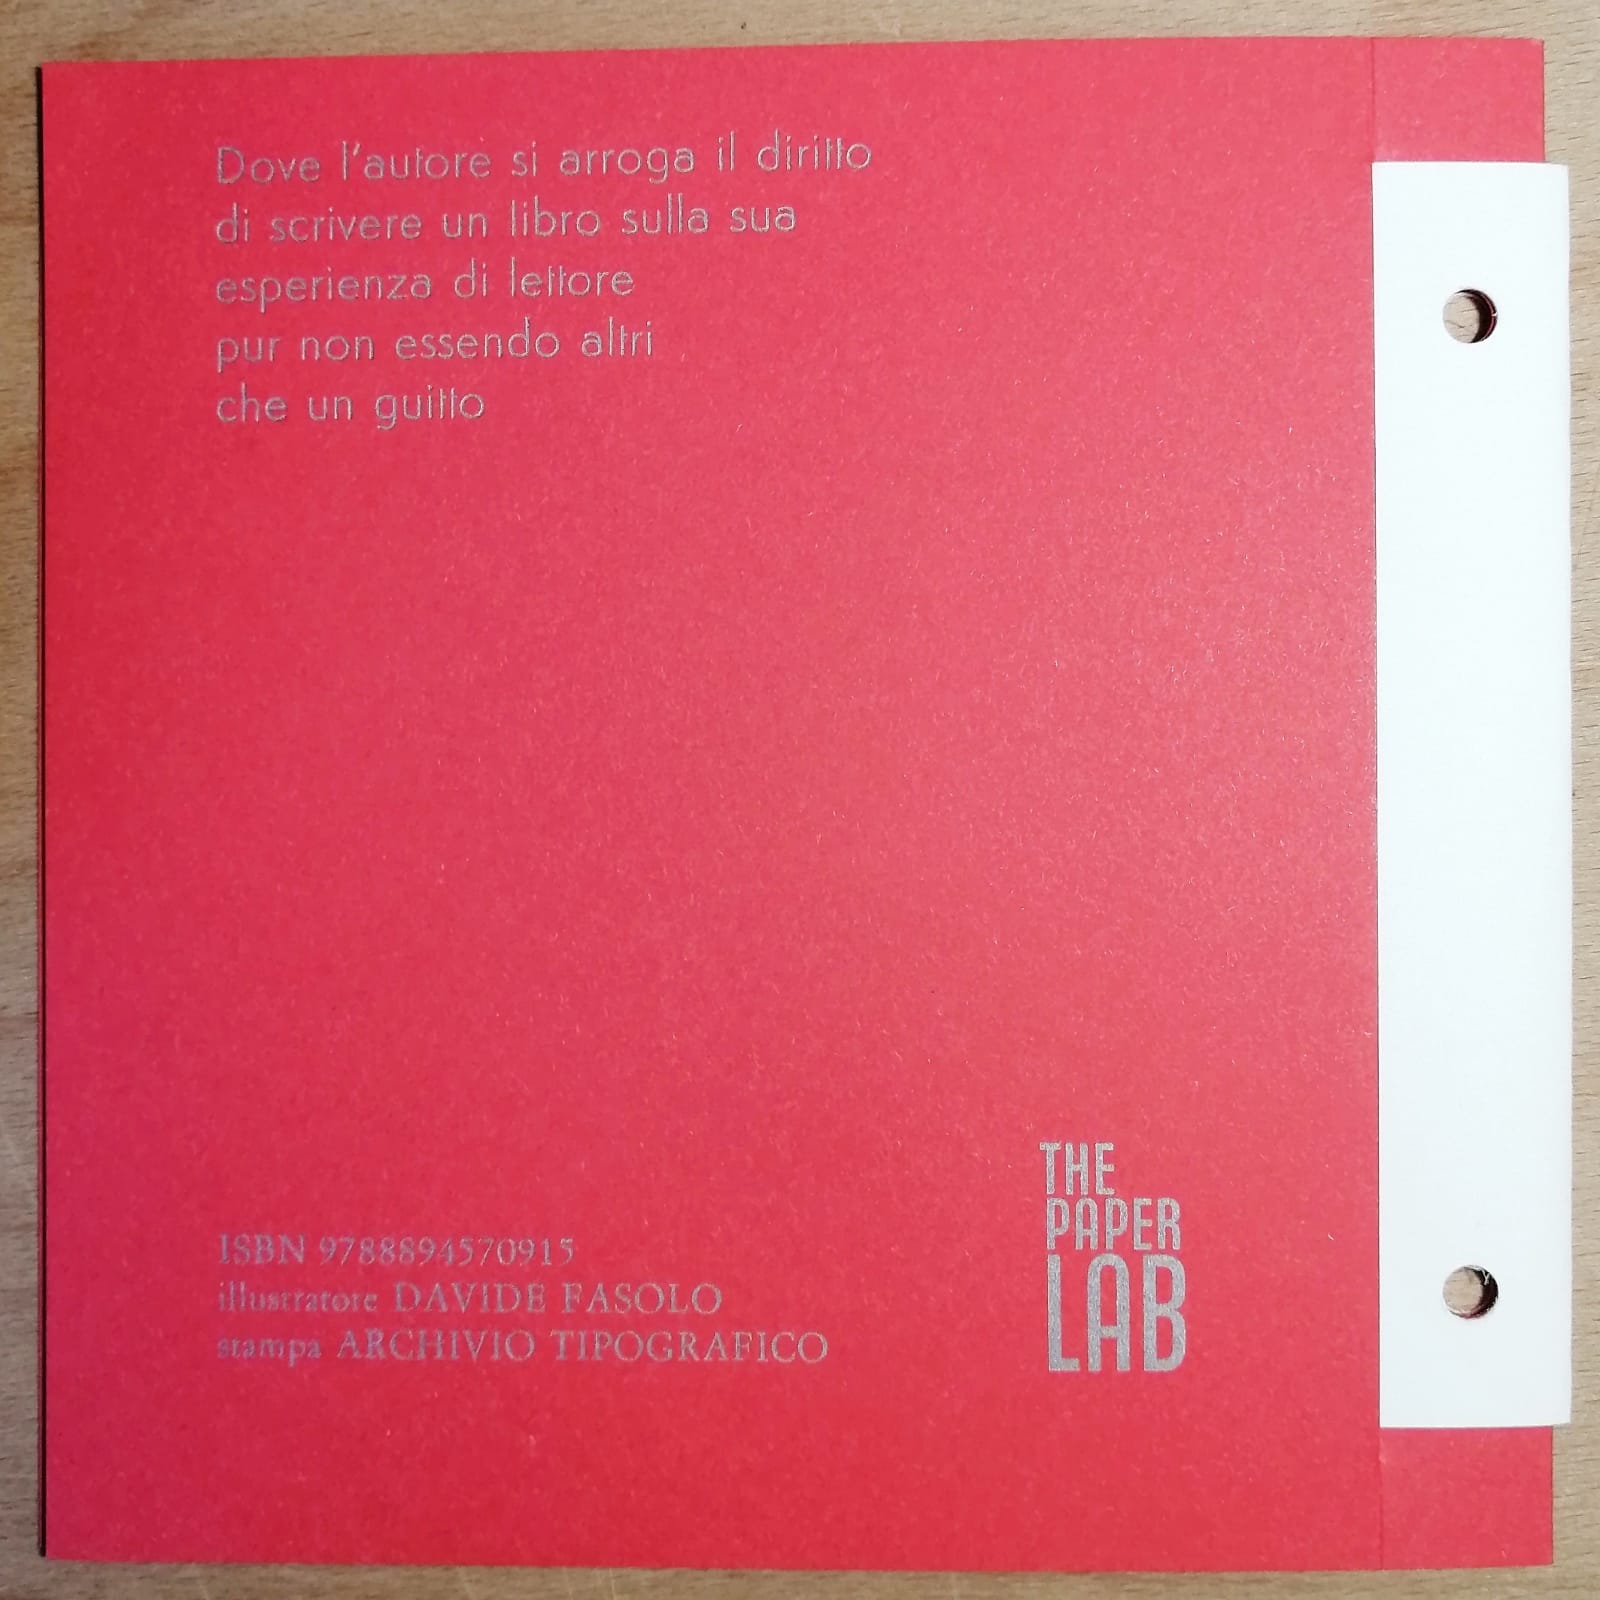 Dove l'autore si arroga il diritto
di scrivere un libro sulla sua
esperienza di lettore
pur non essendo altri
che un guitto
ISBN 9788894570915
illustratore DAVIDE FASOLO
stampa ARCHIVIO TIPOGRAFICO
THE
PAPER
LAB